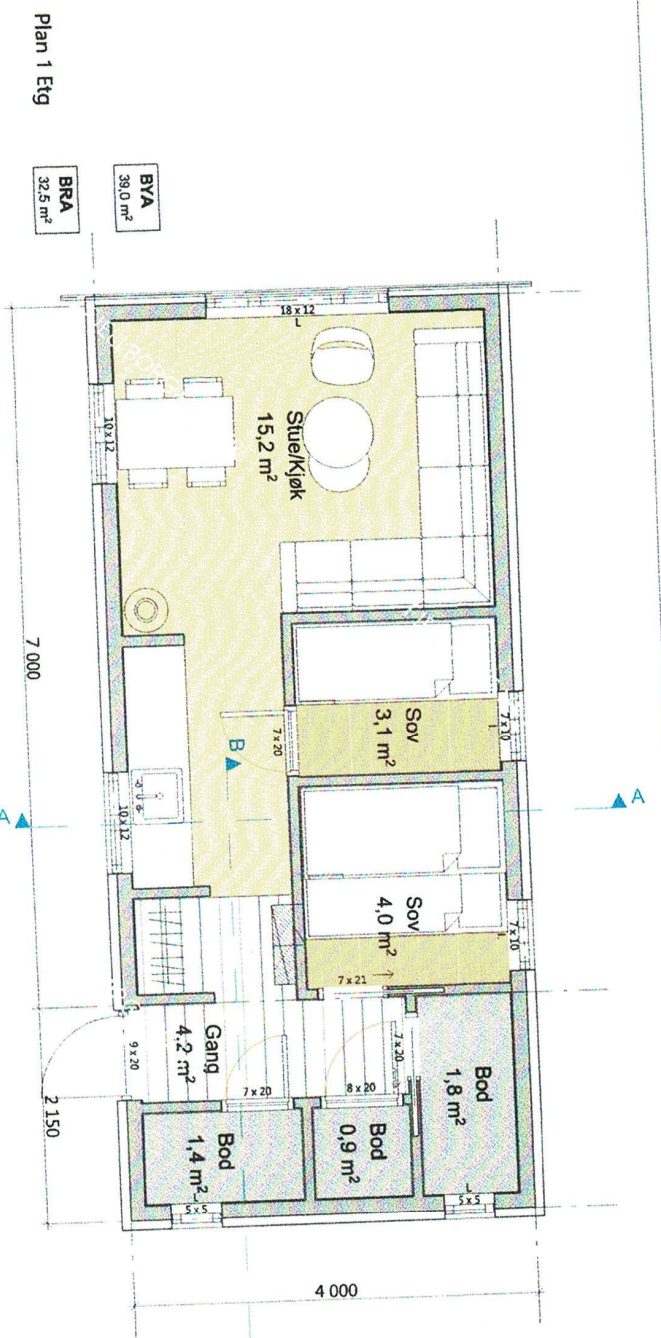 Plan 1 Etg
BYA
39,0 m²
BRA
32,5 m²
18 x 12
L
Stue/Kjøk
15,2 m²
10 x 12
Sov
3,1 m²
7 x 10
L
7 x 20
B
A
A
10 x 12
Sov
4,0 m²
7 x 10
L
7 x 21
Gang
4,2 m²
9 x 20
7 x 20
8 x 20
7 x 20
Bod
1,8 m²
Bod
0,9 m²
Bod
1,4 m²
L
5 x 5
L
5 x 5
7 000
2 150
4 000